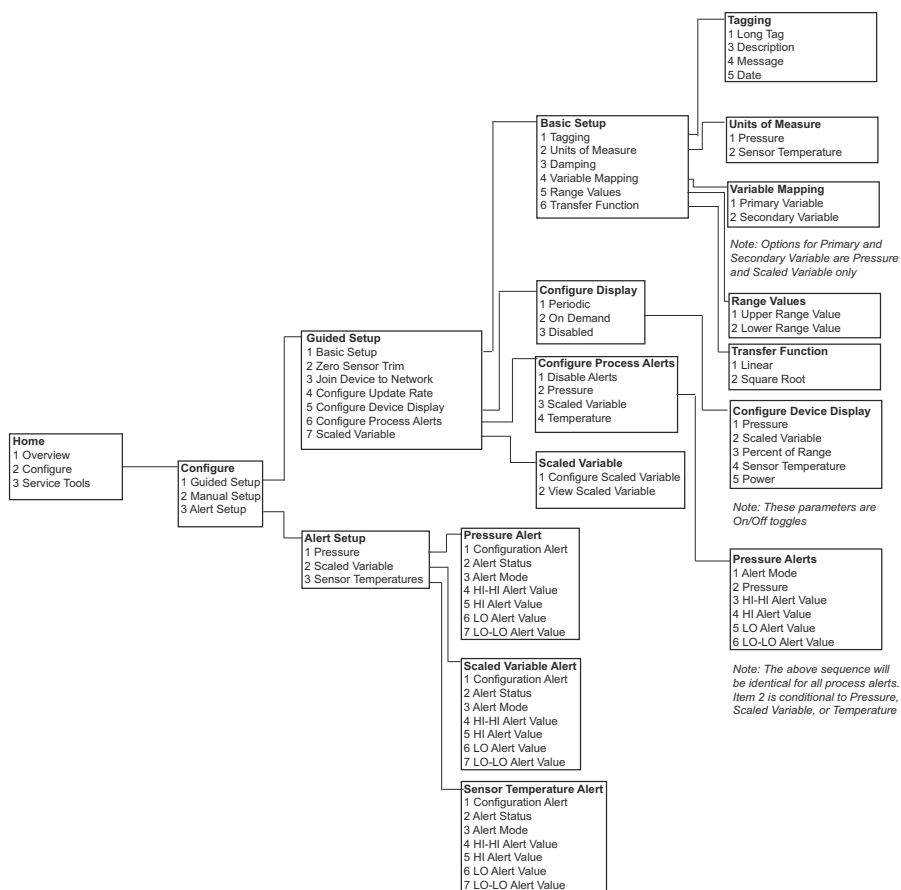 Home
1 Overview
2 Configure
3 Service Tools
Configure
1 Guided Setup
2 Manual Setup
3 Alert Setup
Guided Setup
1 Basic Setup
2 Zero Sensor Trim
3 Join Device to Network
4 Configure Update Rate
5 Configure Device Display
6 Configure Process Alerts
7 Scaled Variable
Alert Setup
1 Pressure
2 Scaled Variable
3 Sensor Temperatures
Basic Setup
1 Tagging
2 Units of Measure
3 Damping
4 Variable Mapping
5 Range Values
6 Transfer Function
Configure Display
1 Periodic
2 On Demand
3 Disabled
Configure Process Alerts
1 Disable Alerts
2 Pressure
3 Scaled Variable
4 Temperature
Scaled Variable
1 Configure Scaled Variable
2 View Scaled Variable
Pressure Alert
1 Configuration Alert
2 Alert Status
3 Alert Mode
4 HI-HI Alert Value
5 HI Alert Value
6 LO Alert Value
7 LO-LO Alert Value
Scaled Variable Alert
1 Configuration Alert
2 Alert Status
3 Alert Mode
4 HI-HI Alert Value
5 HI Alert Value
6 LO Alert Value
7 LO-LO Alert Value
Sensor Temperature Alert
1 Configuration Alert
2 Alert Status
3 Alert Mode
4 HI-HI Alert Value
5 HI Alert Value
6 LO Alert Value
7 LO-LO Alert Value
Tagging
1 Long Tag
3 Description
4 Message
5 Date
Units of Measure
1 Pressure
2 Sensor Temperature
Variable Mapping
1 Primary Variable
2 Secondary Variable
Note: Options for Primary and
Secondary Variable are Pressure
and Scaled Variable only
Range Values
1 Upper Range Value
2 Lower Range Value
Transfer Function
1 Linear
2 Square Root
Configure Device Display
1 Pressure
2 Scaled Variable
3 Percent of Range
4 Sensor Temperature
5 Power
Note: These parameters are
On/Off toggles
Pressure Alerts
1 Alert Mode
2 Pressure
3 HI-HI Alert Value
4 HI Alert Value
5 LO Alert Value
6 LO-LO Alert Value
Note: The above sequence will
be identical for all process alerts.
Item 2 is conditional to Pressure,
Scaled Variable, or Temperature